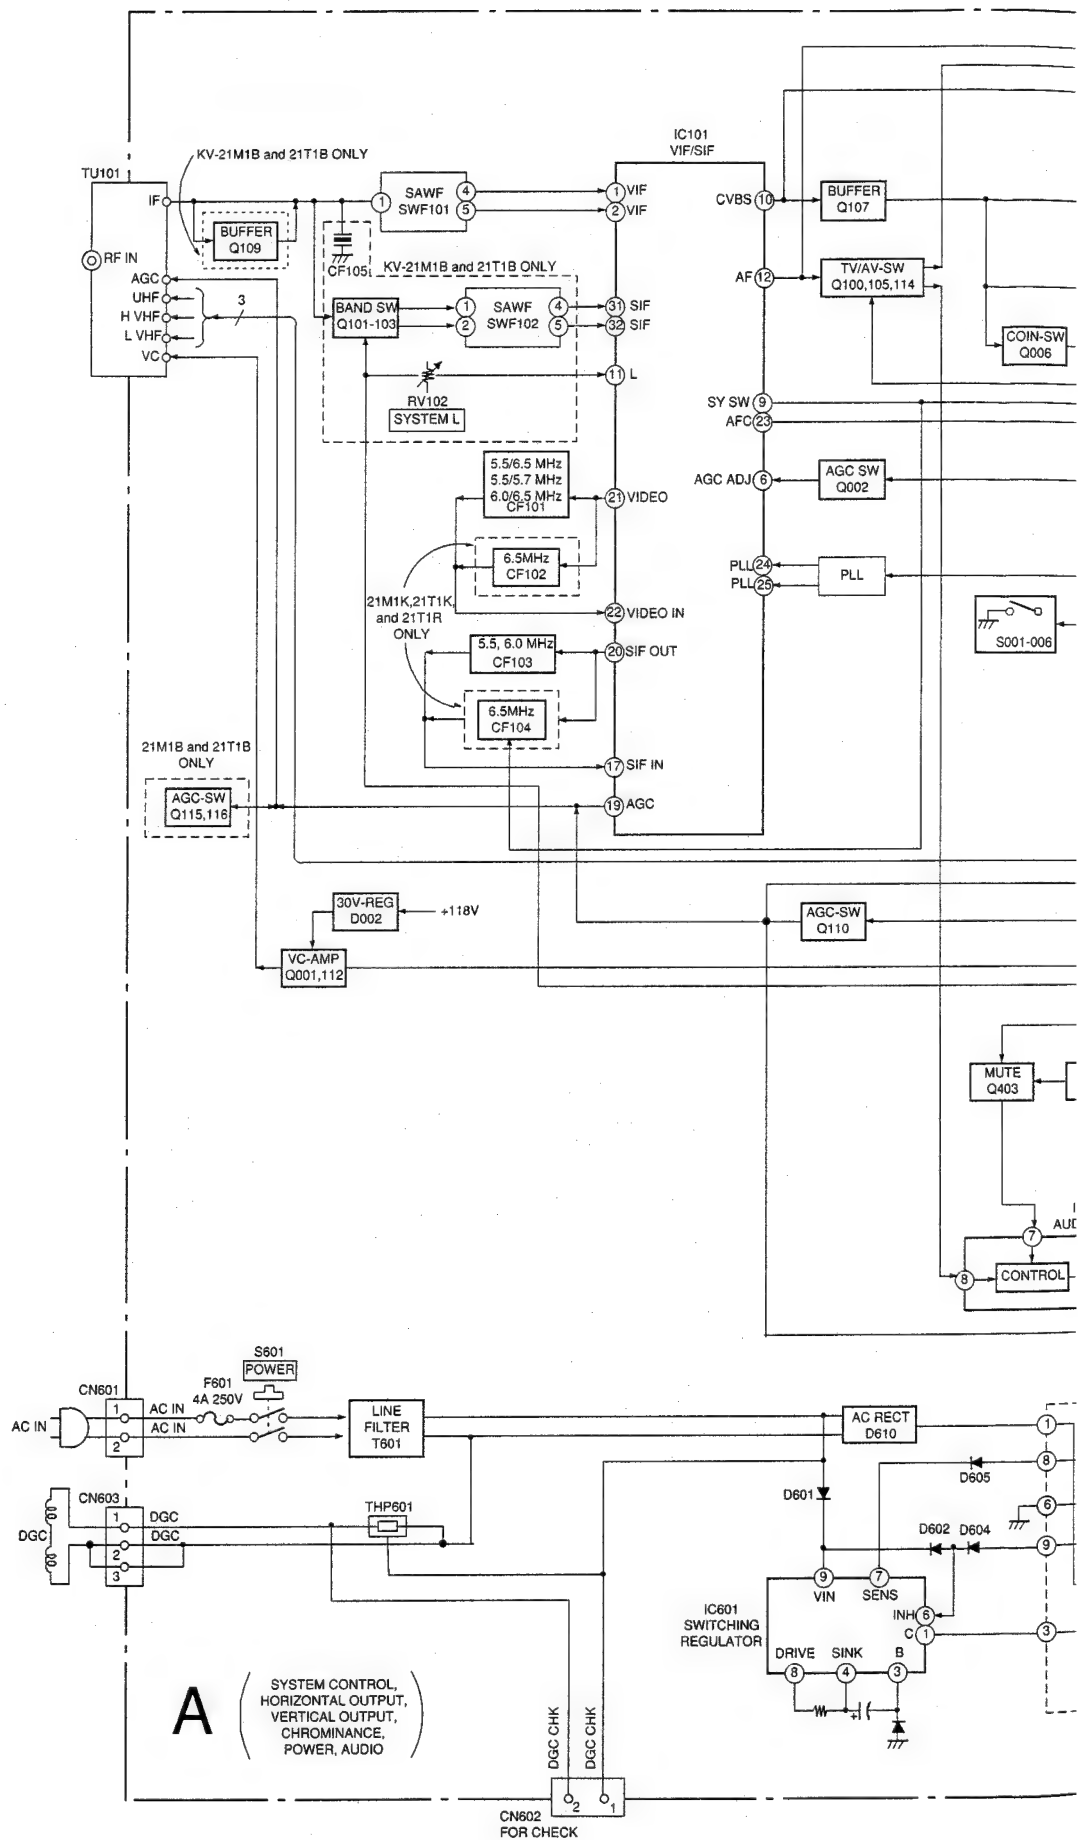 KV-21M1B and 21T1B ONLY
TU101
IF
RF IN
AGC
UHF
H VHF
L VHF
VC
3
BUFFER
Q109
1
SAWF
SWF101
4
5
CF105
KV-21M1B and 21T1B ONLY
BAND SW
Q101-103
1
2
SAWF
SWF102
4
5
RV102
SYSTEM L
IC101
VIF/SIF
1 VIF
2 VIF
31 SIF
32 SIF
11 L
21 VIDEO
22 VIDEO IN
20 SIF OUT
17 SIF IN
19 AGC
CVBS 10
AF 12
SY SW 9
AFC 23
AGC ADJ 6
PLL 24
PLL 25
BUFFER
Q107
TV/AV-SW
Q100,105,114
COIN-SW
Q006
AGC SW
Q002
PLL
S001-006
5.5/6.5 MHz
5.5/5.7 MHz
6.0/6.5 MHz
CF101
6.5MHz
CF102
21M1K,21T1K,
and 21T1R
ONLY
5.5, 6.0 MHz
CF103
6.5MHz
CF104
21M1B and 21T1B
ONLY
AGC-SW
Q115,116
30V-REG
D002
+118V
VC-AMP
Q001,112
AGC-SW
Q110
MUTE
Q403
7
AUD
8
CONTROL
S601
POWER
F601
4A 250V
CN601
AC IN
1
2
AC IN
AC IN
LINE
FILTER
T601
AC RECT
D610
1
8
6
9
3
D605
D601
D602
D604
CN603
DGC
1
2
3
DGC
DGC
THP601
IC601
SWITCHING
REGULATOR
9
VIN
7
SENS
INH 6
C 1
DRIVE
8
SINK
4
B
3
+
A
SYSTEM CONTROL,
HORIZONTAL OUTPUT,
VERTICAL OUTPUT,
CHROMINANCE,
POWER, AUDIO
DGC CHK
DGC CHK
2
1
CN602
FOR CHECK